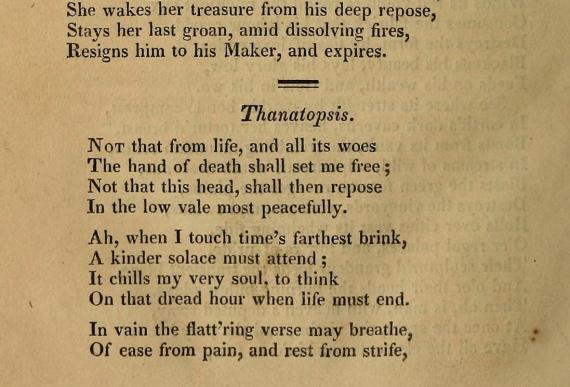 She wakes her treasure from his deep repose,
Stays her last groan, amid dissolving fires,
Resigns him to his Maker, and expires.
Thanatopsis.
NOT that from life, and all its woes
The hand of death shall set me free;
Not that this head, shall then repose
In the low vale most peacefully.
Ah, when I touch time's farthest brink,
A kinder solace must attend;
It chills my very soul, to think
On that dread hour when life must end.
In vain the flatt'ring verse may breathe,
Of ease from pain, and rest from strife,